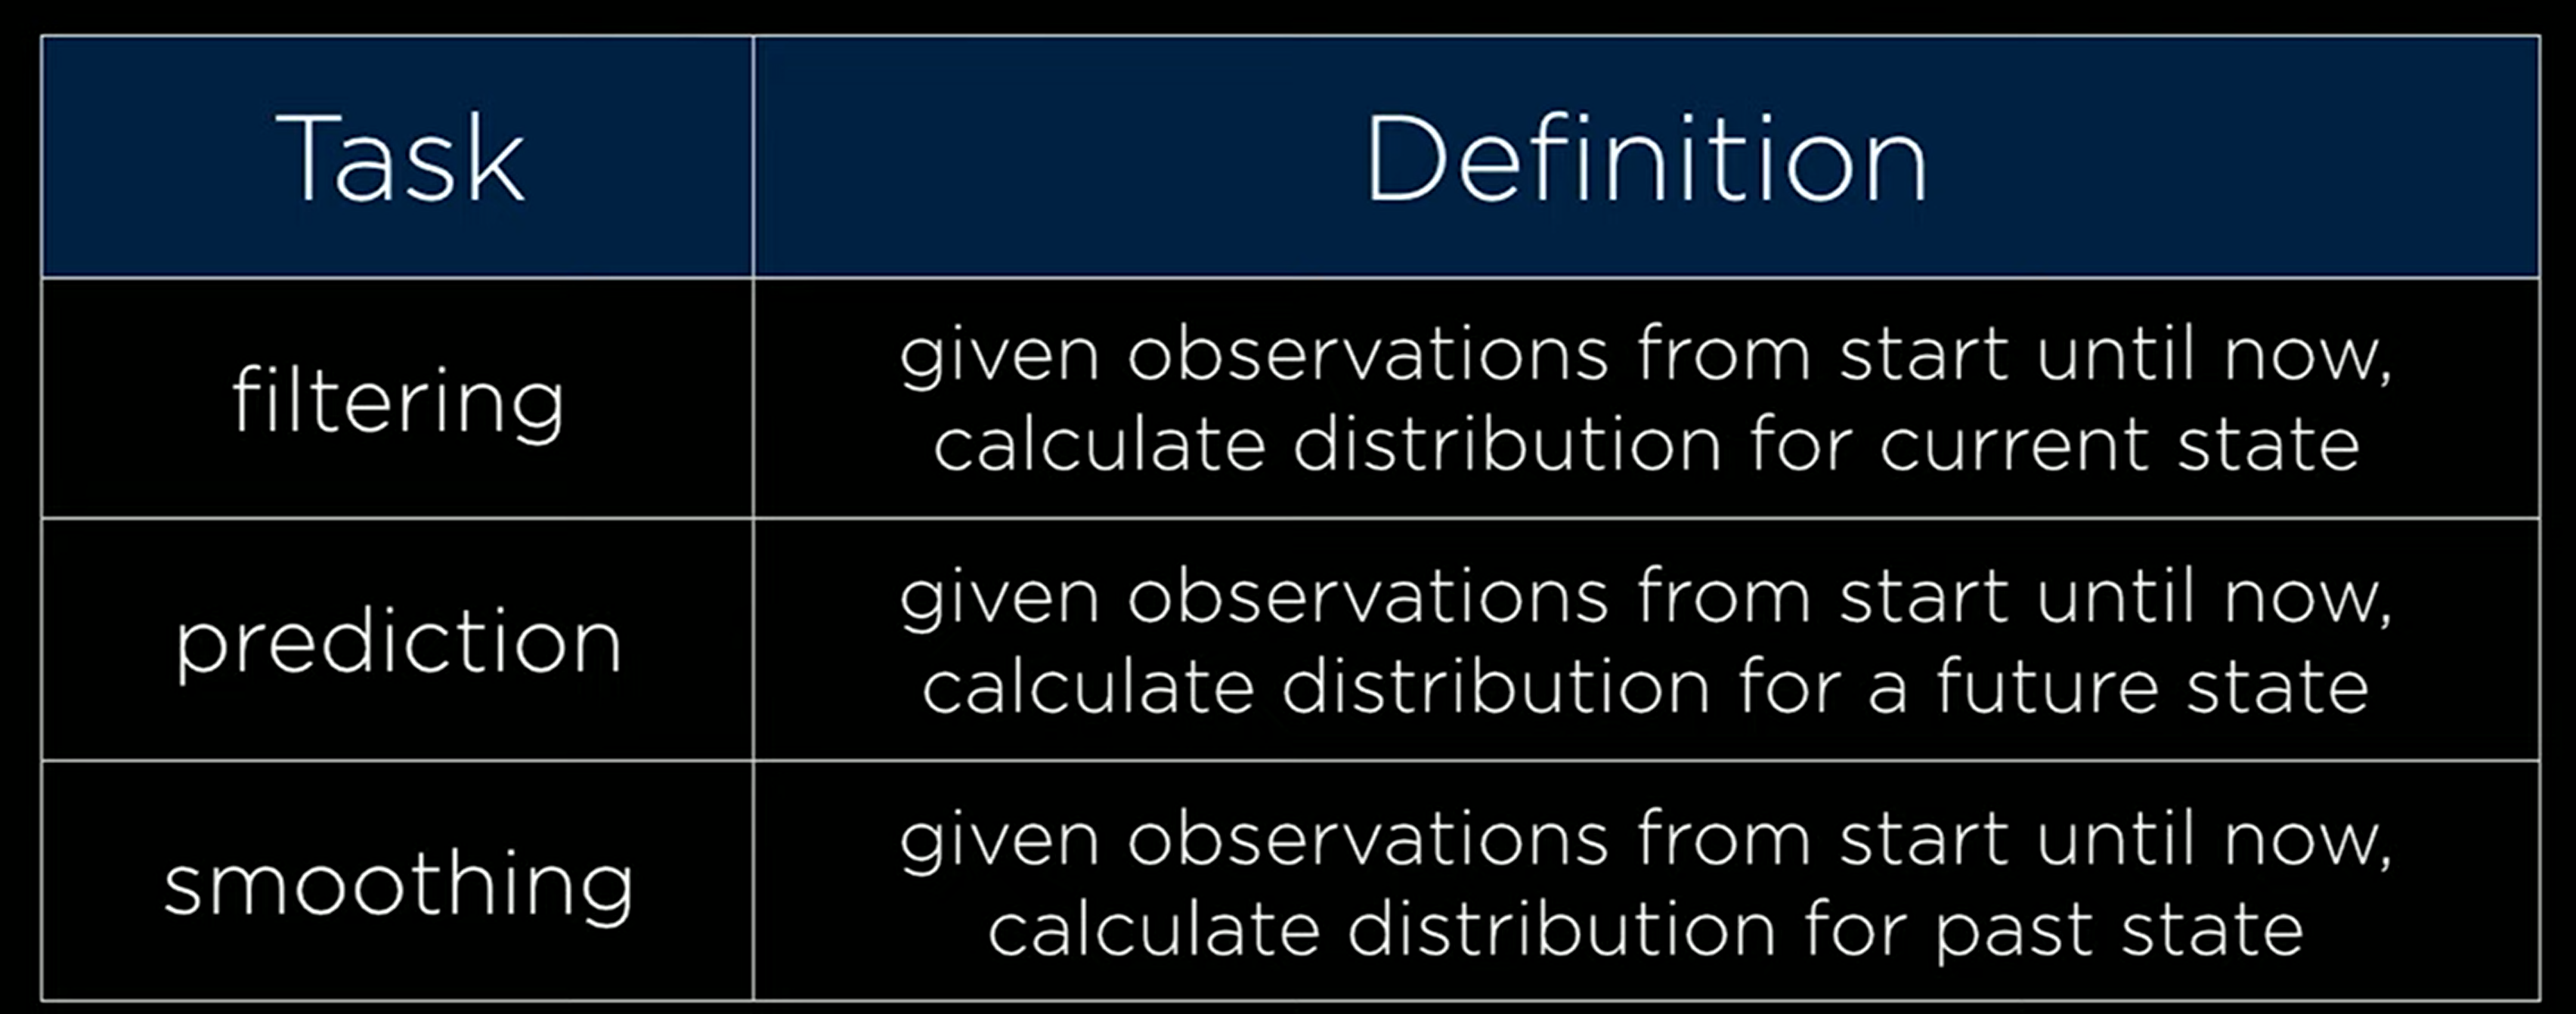 Task
Definition
filtering
given observations from start until now,
calculate distribution for current state
prediction
given observations from start until now,
calculate distribution for a future state
smoothing
given observations from start until now,
calculate distribution for past state